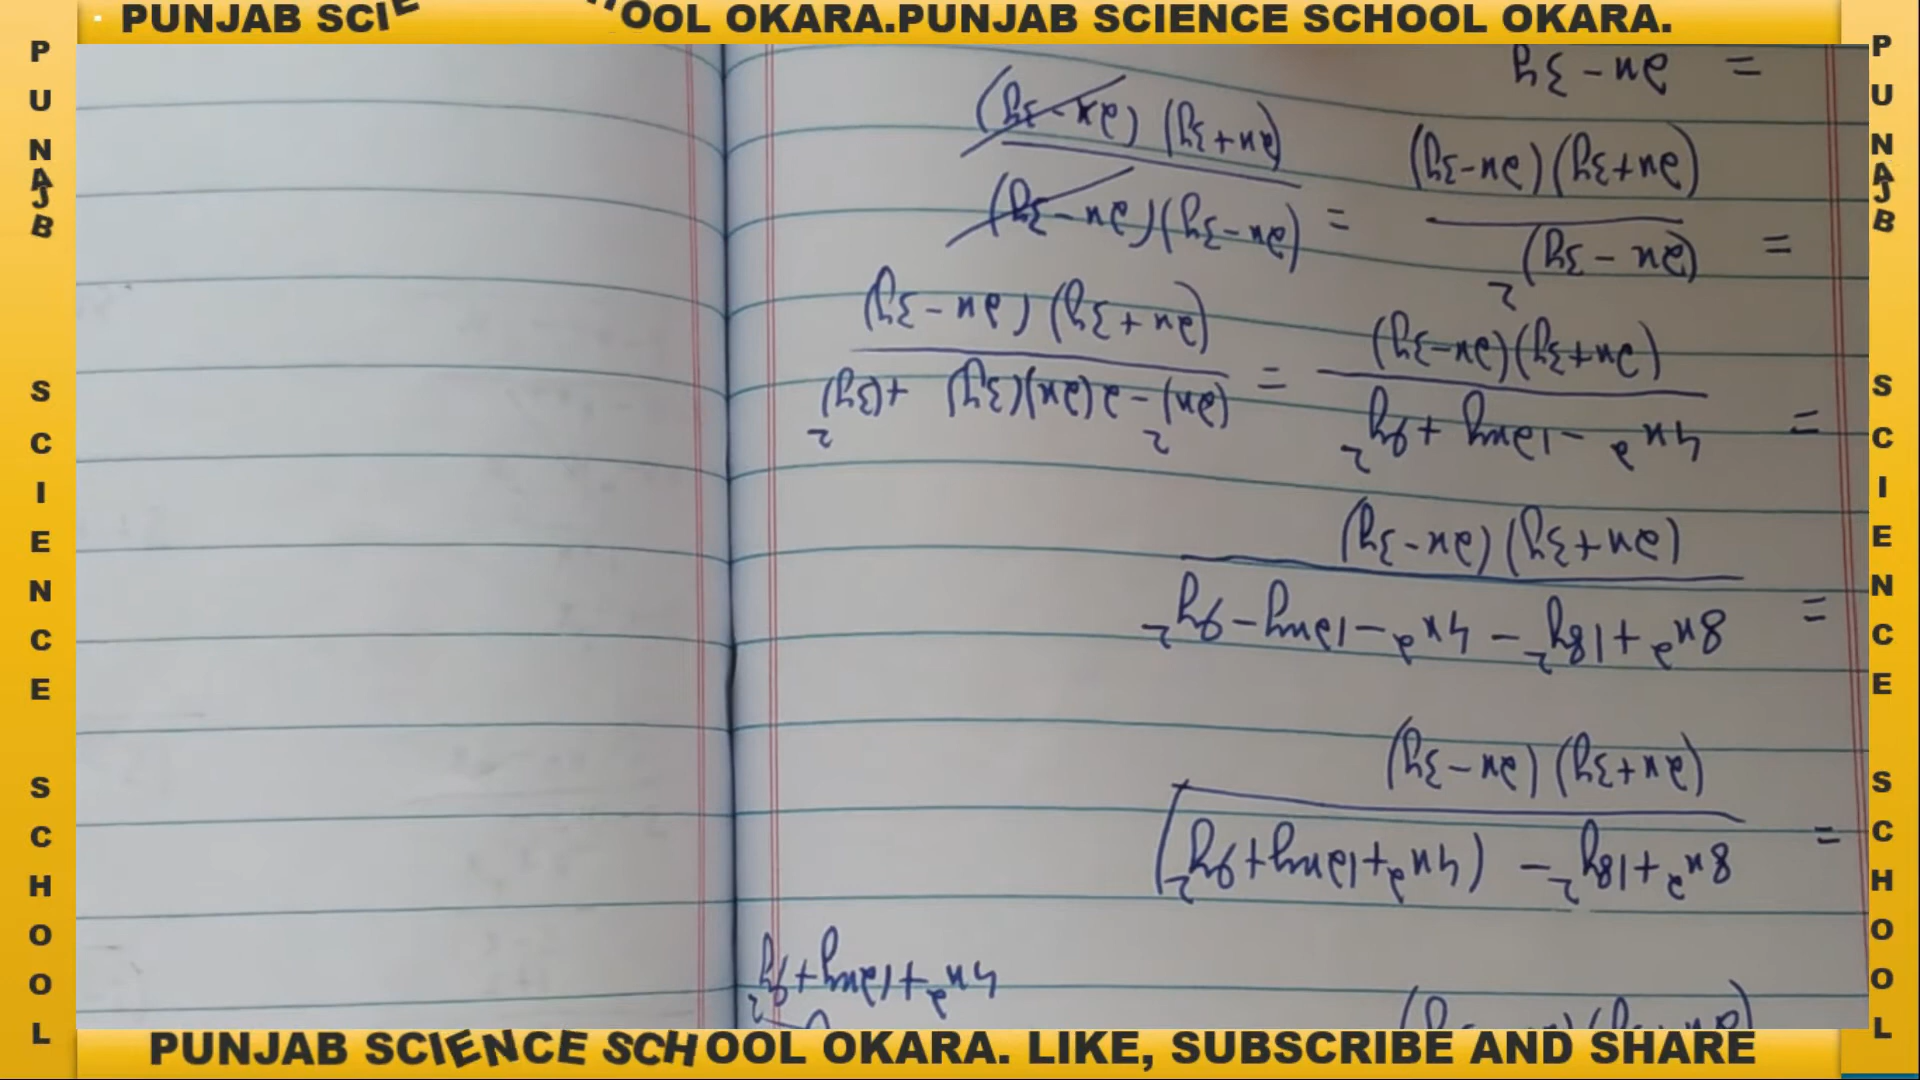 PUNJAB SCIE OOL OKARA.PUNJAB SCIENCE SCHOOL OKARA.
PUNAJB SCIENCE SCHOOL
4x²+12xy+9y²
= 8x²+18y² - (4x²+12xy+9y²)
(2x+3y)(2x-3y)
= 8x²+18y² - 4x² - 12xy - 9y²
(2x+3y)(2x-3y)
= 4x² - 12xy + 9y² = (2x)² - 2(2x)(3y) + (3y)²
(2x+3y)(2x-3y) (2x+3y)(2x-3y)
= (2x-3y)² = (2x-3y)(2x-3y)
(2x+3y)(2x-3y) (2x+3y)(2x-3y)
= 2x-3y
PUNAJB SCIENCE SCHOOL
PUNJAB SCIENCE SCHOOL OKARA. LIKE, SUBSCRIBE AND SHARE